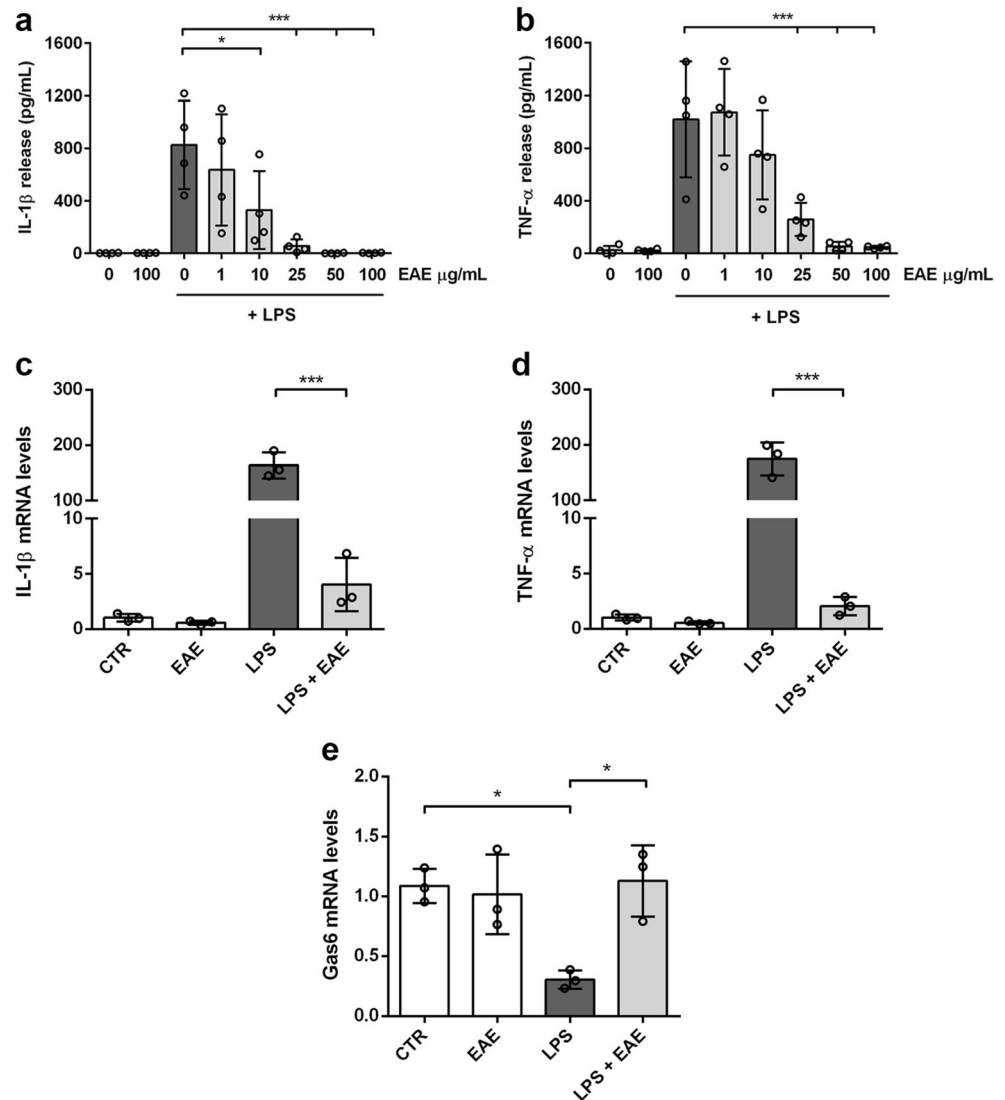 a
***
*
IL-1β release (pg/mL)
1600
1200
800
400
0
0 100 0 1 10 25 50 100 EAE μg/mL
+ LPS
b
***
TNF-α release (pg/mL)
1600
1200
800
400
0
0 100 0 1 10 25 50 100 EAE μg/mL
+ LPS
c
***
IL-1β mRNA levels
300
200
100
10
5
0
CTR
EAE
LPS
LPS + EAE
d
***
TNF-α mRNA levels
300
200
100
10
5
0
CTR
EAE
LPS
LPS + EAE
e
*
*
Gas6 mRNA levels
2.0
1.5
1.0
0.5
0.0
CTR
EAE
LPS
LPS + EAE